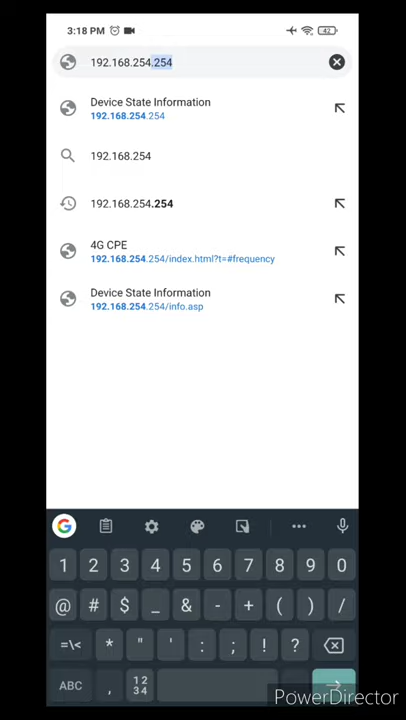 3:18 PM 42
192.168.254.254
Device State Information
192.168.254.254
192.168.254
192.168.254.254
4G CPE
192.168.254.254/index.html?t=#frequency
Device State Information
192.168.254.254/info.asp
G
1 2 3 4 5 6 7 8 9 0
@ # $ _ & - + ( ) /
=\< * " ' : ; ! ?
ABC , 12 34
PowerDirector